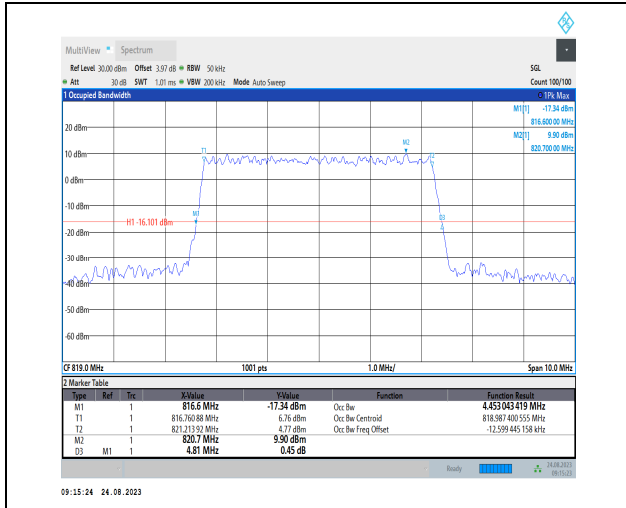 MultiView Spectrum
Ref Level 30.00 dBm Offset 3.97 dB RBW 50 kHz SGL
Att 30 dB SWT 1.01 ms VBW 200 kHz Mode Auto Sweep Count 100/100
1 Occupied Bandwidth 1Pk Max
M1[1] -17.34 dBm
816.60000 MHz
M2[1] 9.90 dBm
820.70000 MHz
20 dBm
M2
T1
10 dBm
T2
0 dBm
-10 dBm
M1
D3
H1 -16.101 dBm
-20 dBm
-30 dBm
-40 dBm
-50 dBm
-60 dBm
CF 819.0 MHz 1001 pts 1.0 MHz/ Span 10.0 MHz
2 Marker Table
Type Ref Trc X-Value Y-Value Function Function Result
M1 1 816.6 MHz -17.34 dBm Occ Bw 4.453 043 419 MHz
T1 1 816.760 88 MHz 6.76 dBm Occ Bw Centroid 818.987 400 555 MHz
T2 1 821.213 92 MHz 4.77 dBm Occ Bw Freq Offset -12.599 445 158 kHz
M2 1 820.7 MHz 9.90 dBm
D3 M1 1 4.81 MHz 0.45 dB
Ready 24.08.2023
09:15:23
09:15:24 24.08.2023